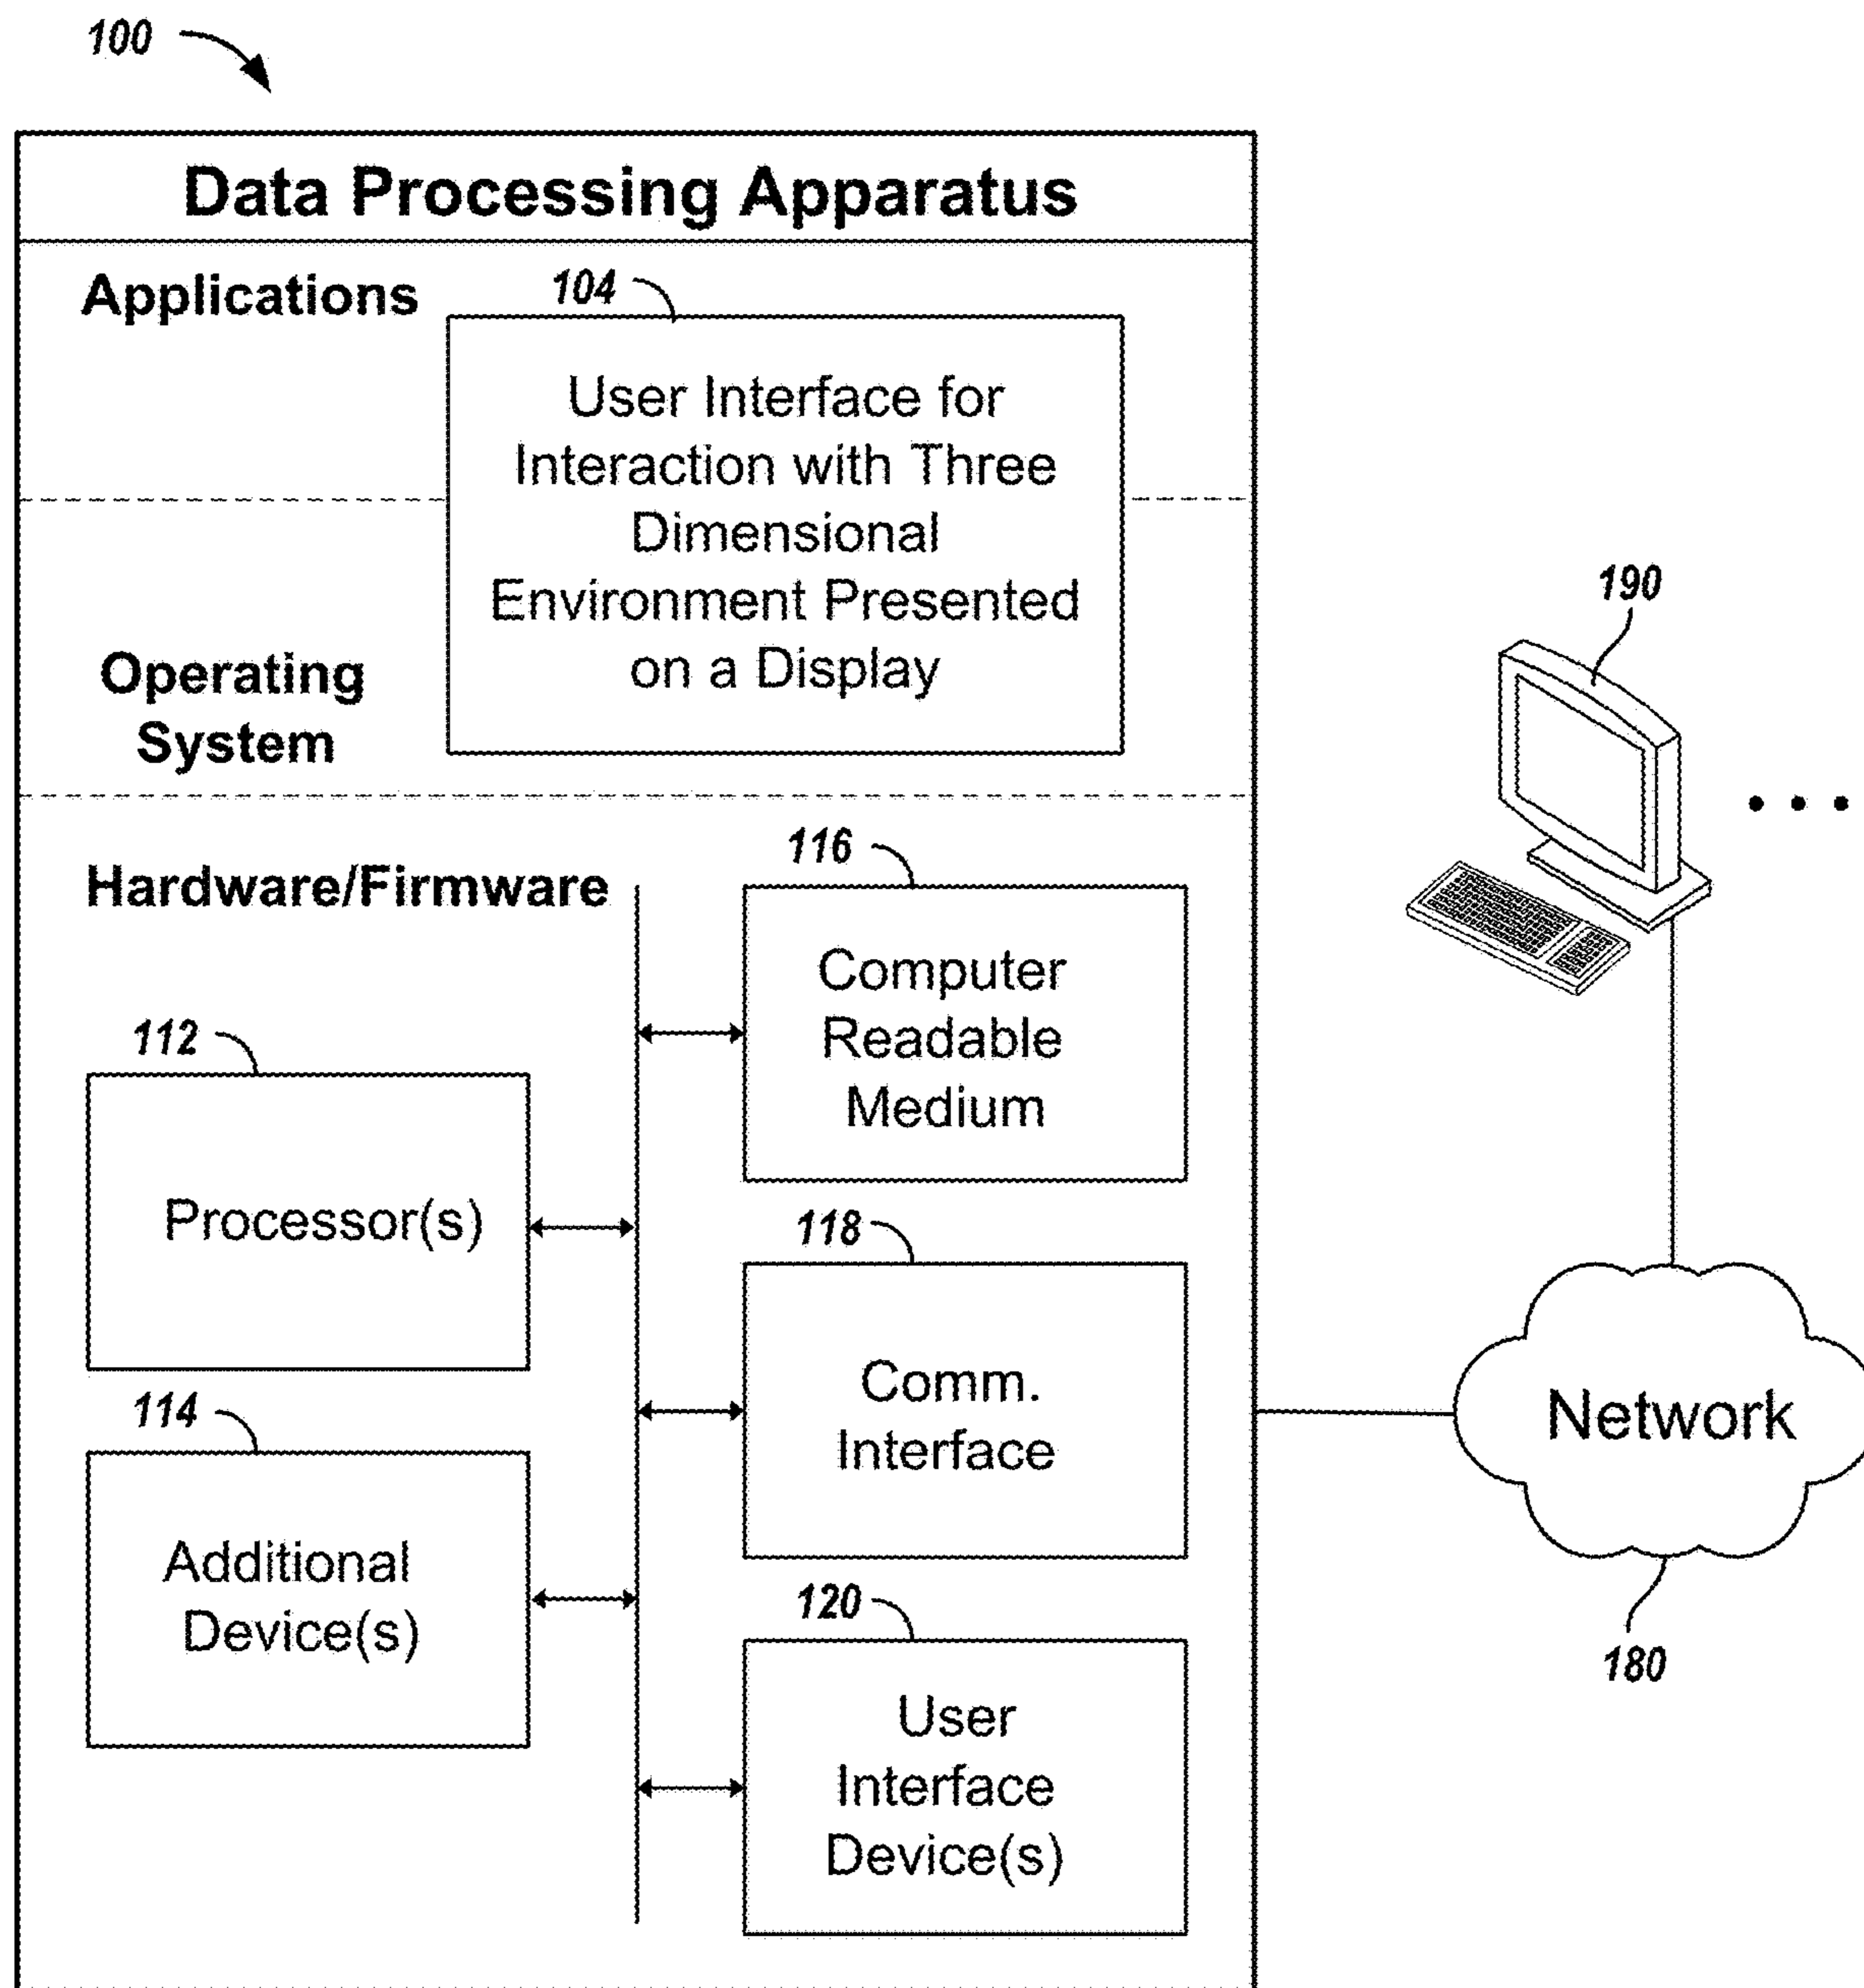 100
Data Processing Apparatus
Applications
104
User Interface for
Interaction with Three
Dimensional
Environment Presented
on a Display
Operating
System
190
Hardware/Firmware
116
Computer
Readable
Medium
112
Processor(s)
118
Comm.
Interface
Network
180
114
Additional
Device(s)
120
User
Interface
Device(s)